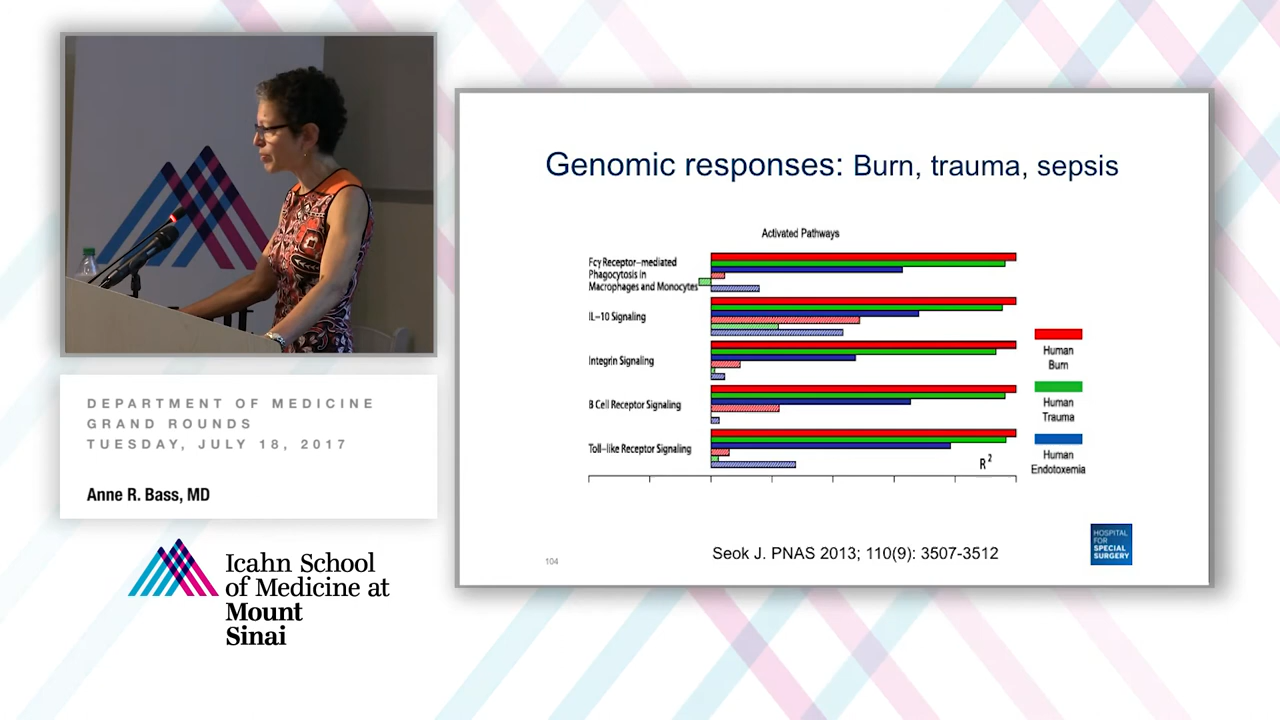 DEPARTMENT OF MEDICINE
GRAND ROUNDS
TUESDAY, JULY 18, 2017
Anne R. Bass, MD
Icahn School
of Medicine at
Mount
Sinai
Genomic responses: Burn, trauma, sepsis
Activated Pathways
Fcγ Receptor–mediated
Phagocytosis in
Macrophages and Monocytes
IL–10 Signaling
Integrin Signaling
B Cell Receptor Signaling
Toll–like Receptor Signaling
R²
Human
Burn
Human
Trauma
Human
Endotoxemia
Seok J. PNAS 2013; 110(9): 3507-3512
104
HOSPITAL
FOR
SPECIAL
SURGERY